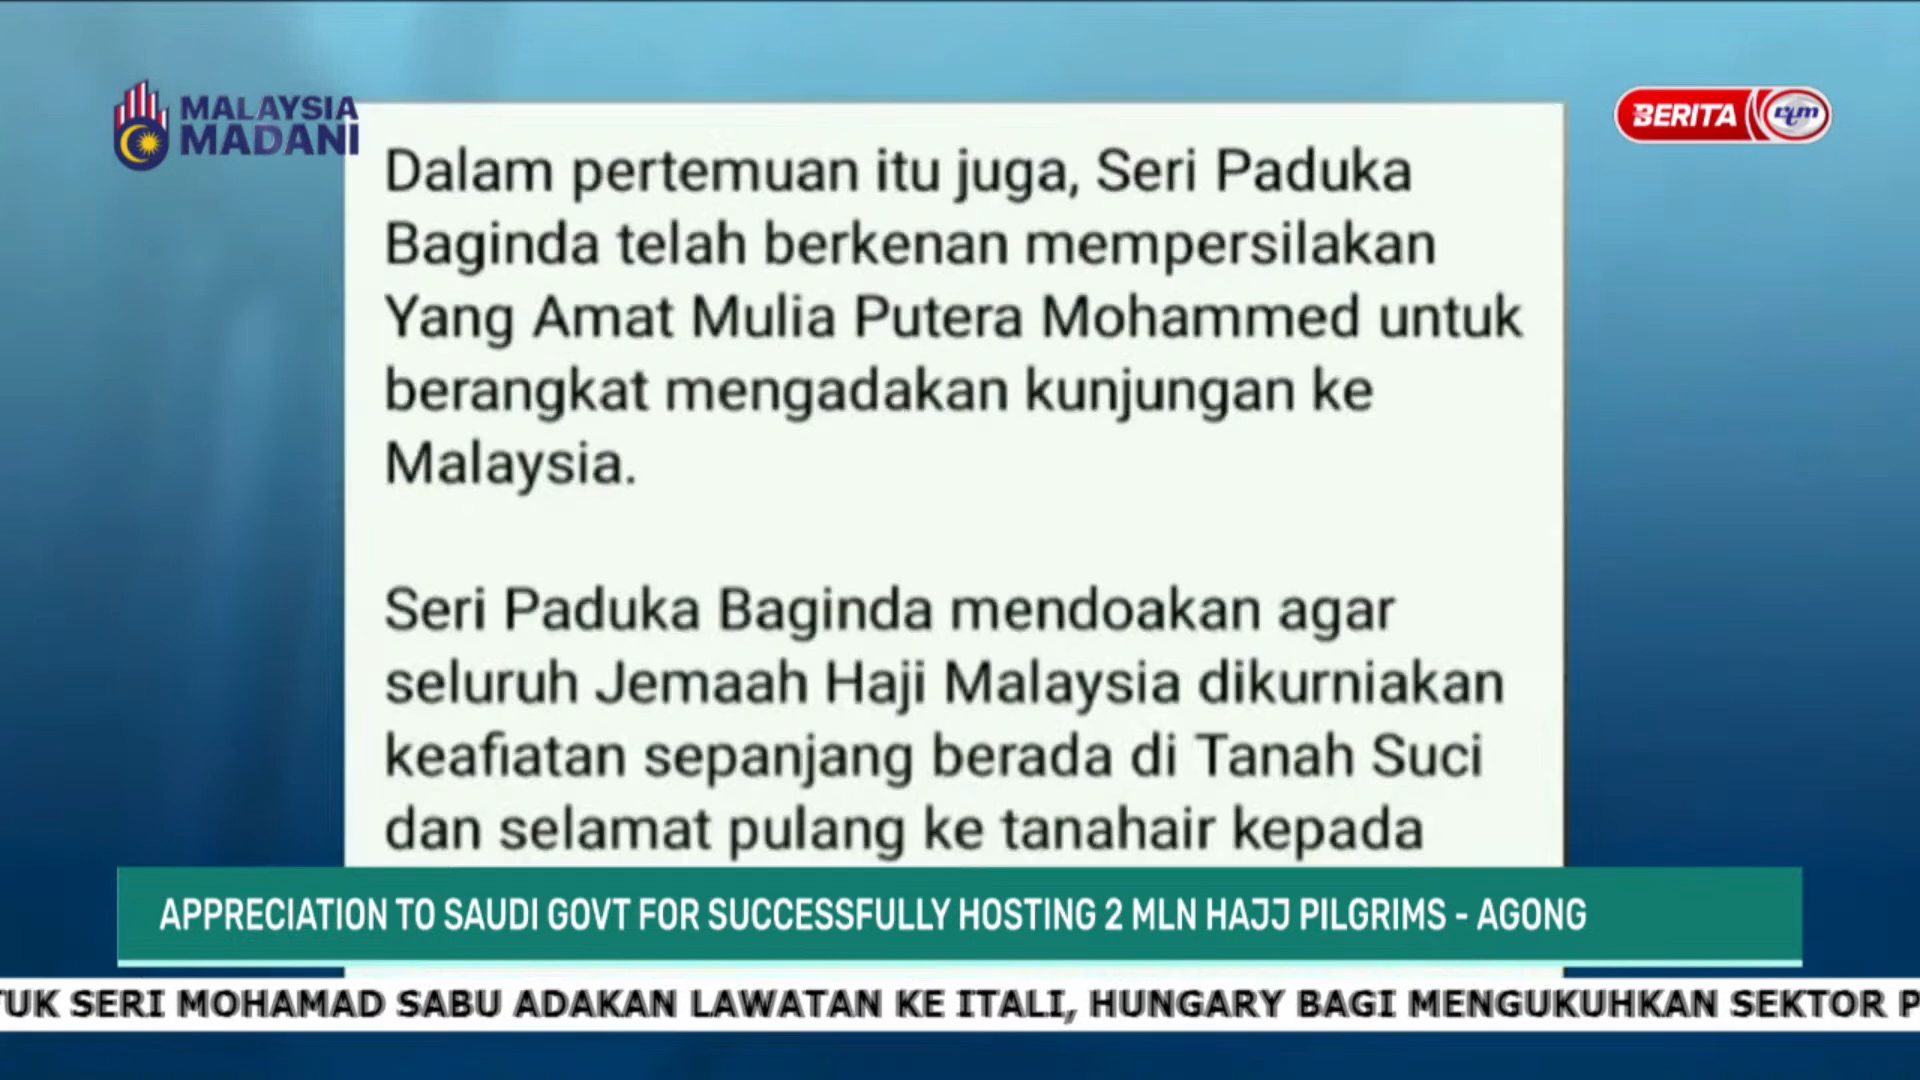 MALAYSIA
MADANI
BERITA rtm
Dalam pertemuan itu juga, Seri Paduka
Baginda telah berkenan mempersilakan
Yang Amat Mulia Putera Mohammed untuk
berangkat mengadakan kunjungan ke
Malaysia.
Seri Paduka Baginda mendoakan agar
seluruh Jemaah Haji Malaysia dikurniakan
keafiatan sepanjang berada di Tanah Suci
dan selamat pulang ke tanahair kepada
APPRECIATION TO SAUDI GOVT FOR SUCCESSFULLY HOSTING 2 MLN HAJJ PILGRIMS - AGONG
TUK SERI MOHAMAD SABU ADAKAN LAWATAN KE ITALI, HUNGARY BAGI MENGUKUHKAN SEKTOR P